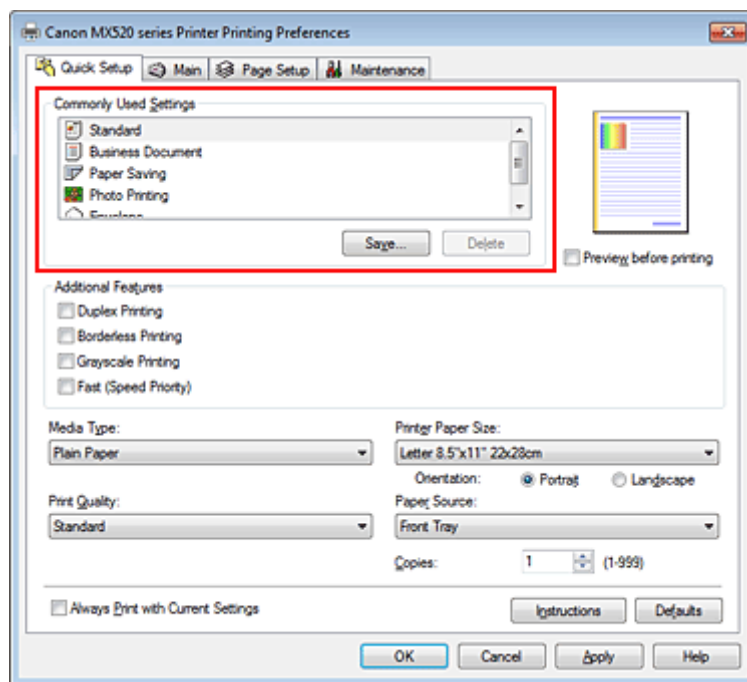 Canon MX520 series Printer Printing Preferences
Quick Setup Main Page Setup Maintenance
Commonly Used Settings
Standard
Business Document
Paper Saving
Photo Printing
Envelope
Save... Delete
Preview before printing
Additional Features
Duplex Printing
Borderless Printing
Grayscale Printing
Fast (Speed Priority)
Media Type: Printer Paper Size:
Plain Paper Letter 8.5"x11" 22x28cm
Orientation: Portrait Landscape
Print Quality: Paper Source:
Standard Front Tray
Copies: 1 (1-999)
Always Print with Current Settings Instructions Defaults
OK Cancel Apply Help